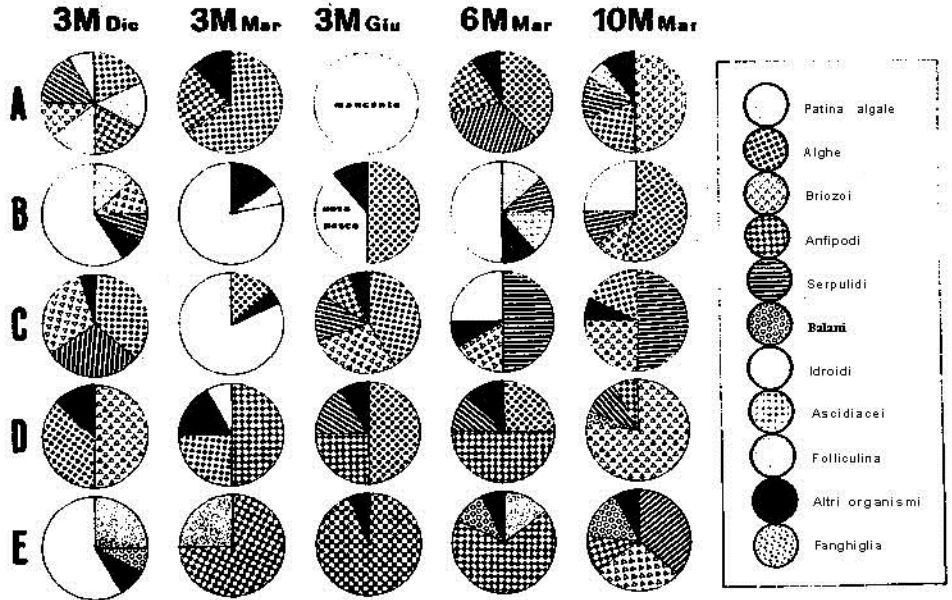 3M Dic 3M Mar 3M Giu 6M Mar 10M Mar
A
mancante
B
C
D
E
Patina algale
Alghe
Briozoi
Anfipodi
Serpulidi
Balani
Idroidi
Ascidiacei
Folliculina
Altri organismi
Fanghiglia